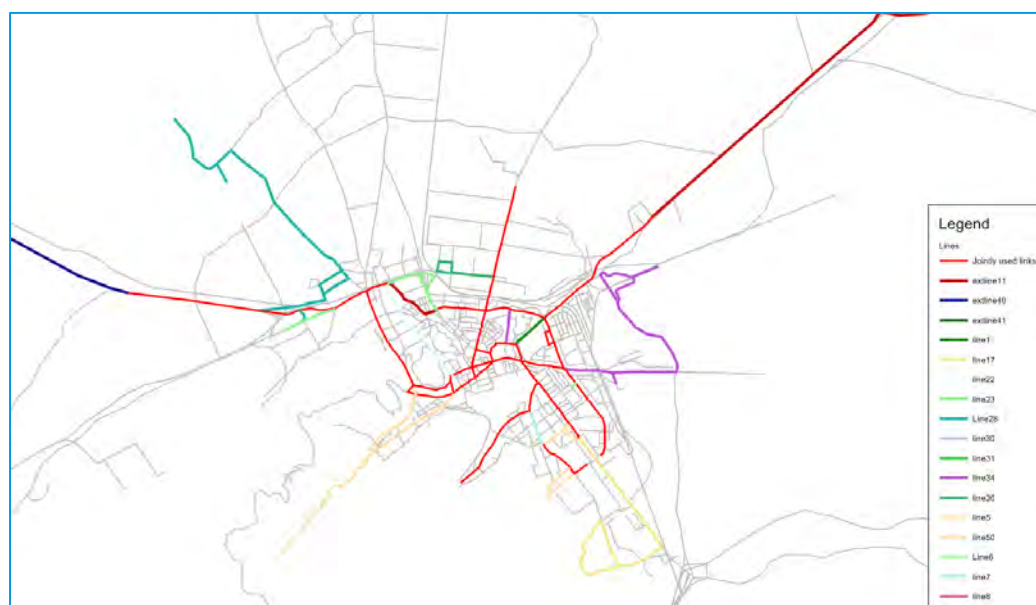 Legend
Lines
Jointly used links
exline11
exline40
exline41
line1
line17
line22
line23
Line28
line30
line31
line34
line36
line5
line50
Line6
line7
line8